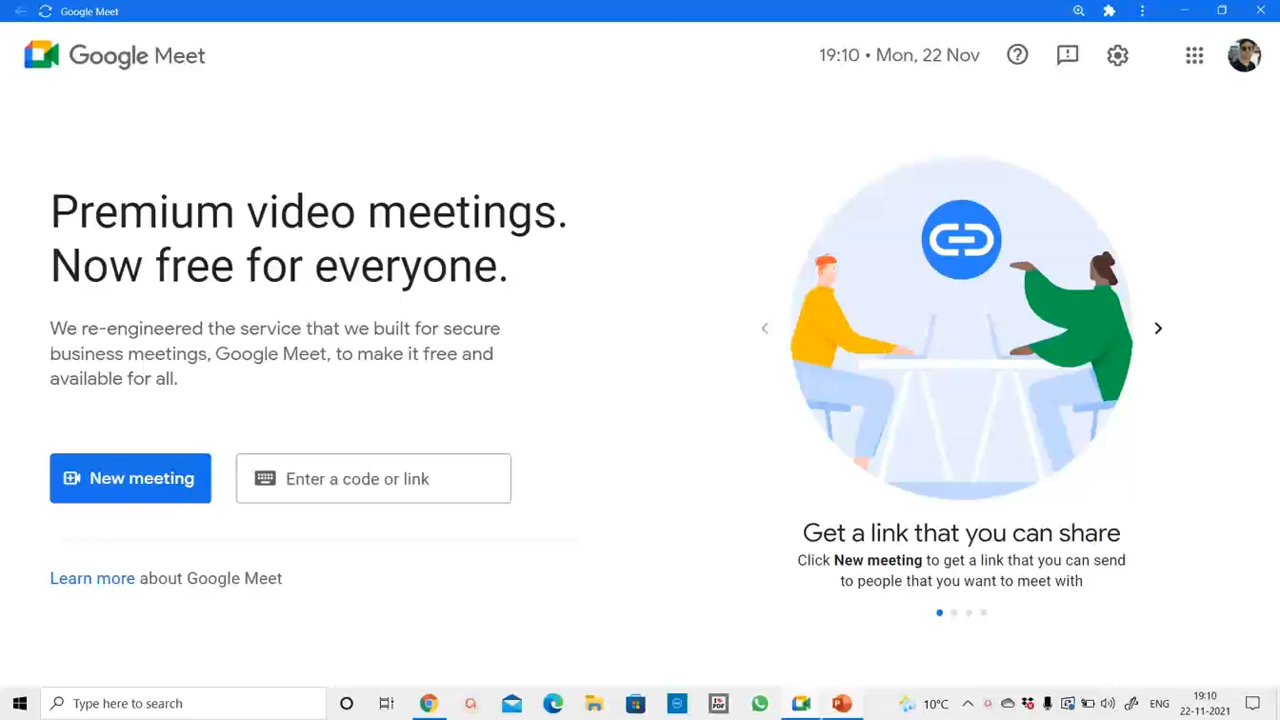 Google Meet
Google Meet
19:10 • Mon, 22 Nov
Premium video meetings.
Now free for everyone.
We re-engineered the service that we built for secure
business meetings, Google Meet, to make it free and
available for all.
New meeting
Enter a code or link
Learn more about Google Meet
Get a link that you can share
Click New meeting to get a link that you can send
to people that you want to meet with
Type here to search
PDF
10°C
ENG
19:10
22-11-2021